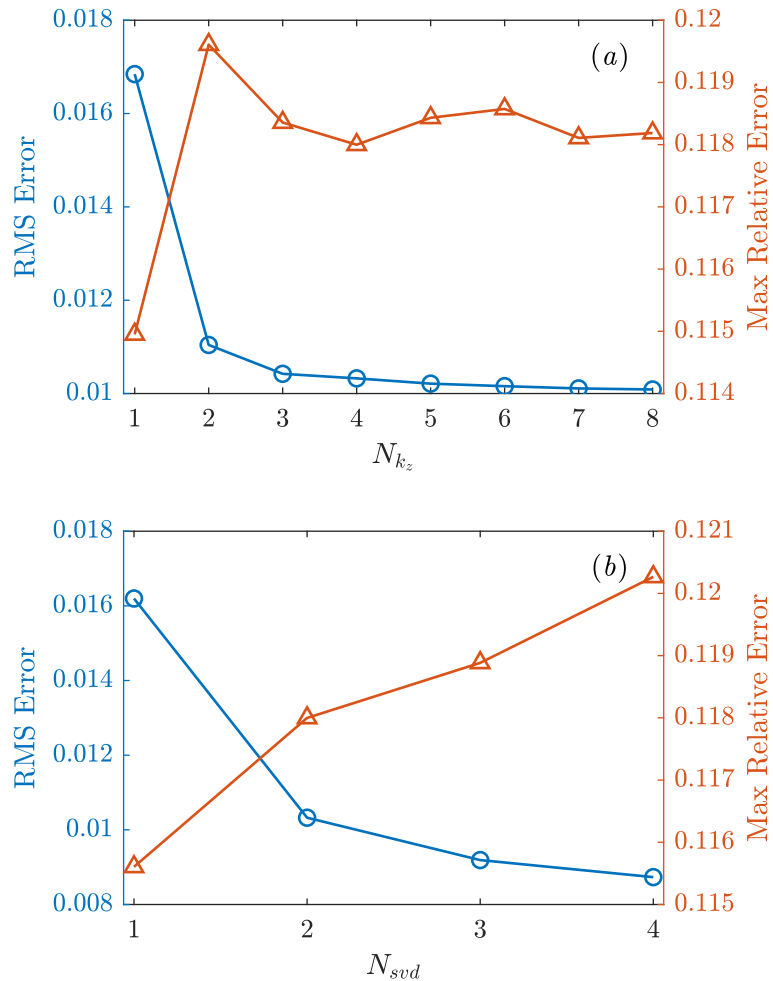 0.018
0.016
0.014
0.012
0.01
RMS Error
0.12
0.119
0.118
0.117
0.116
0.115
0.114
Max Relative Error
(a)
1 2 3 4 5 6 7 8
N_{k_z}
0.018
0.016
0.014
0.012
0.01
0.008
RMS Error
0.121
0.12
0.119
0.118
0.117
0.116
0.115
Max Relative Error
(b)
1 2 3 4
N_{svd}